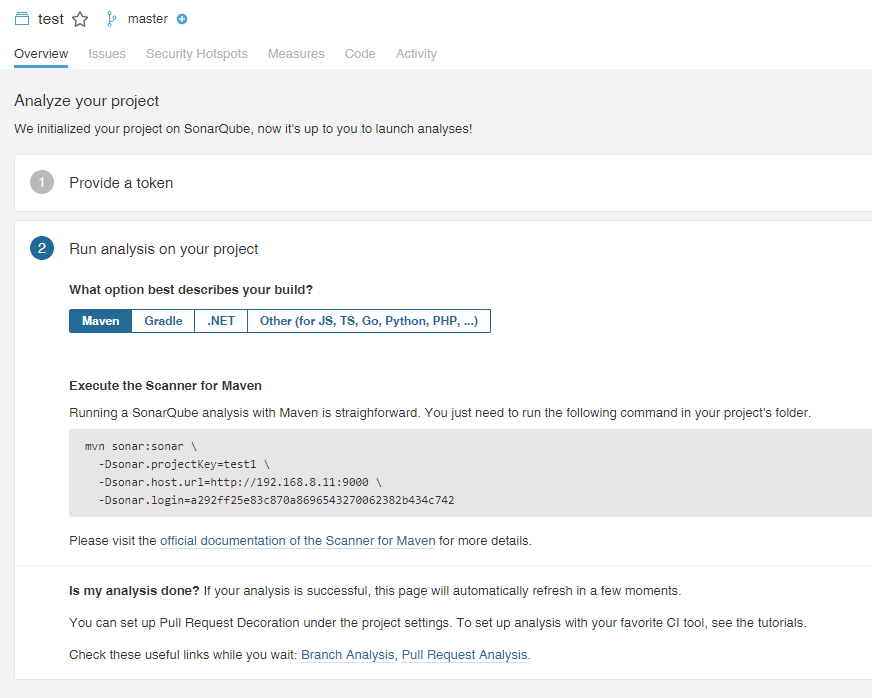 test master
Overview Issues Security Hotspots Measures Code Activity
Analyze your project
We initialized your project on SonarQube, now it's up to you to launch analyses!
1 Provide a token
2 Run analysis on your project
What option best describes your build?
Maven Gradle .NET Other (for JS, TS, Go, Python, PHP, ...)
Execute the Scanner for Maven
Running a SonarQube analysis with Maven is straighforward. You just need to run the following command in your project's folder.
mvn sonar:sonar \
-Dsonar.projectKey=test1 \
-Dsonar.host.url=http://192.168.8.11:9000 \
-Dsonar.login=a292ff25e83c870a8696543270062382b434c742
Please visit the official documentation of the Scanner for Maven for more details.
Is my analysis done? If your analysis is successful, this page will automatically refresh in a few moments.
You can set up Pull Request Decoration under the project settings. To set up analysis with your favorite CI tool, see the tutorials.
Check these useful links while you wait: Branch Analysis, Pull Request Analysis.